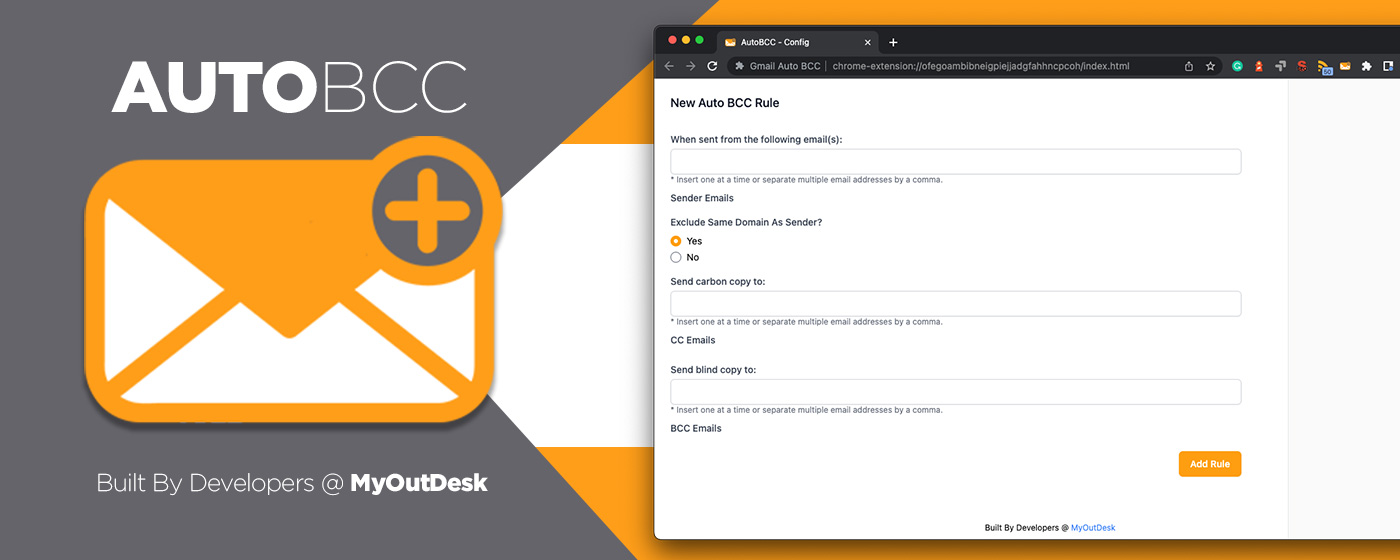 AUTOBCC
Built By Developers @ MyOutDesk
AutoBCC - Config
Gmail Auto BCC | chrome-extension://ofegoambibneigpiejjadgfahhncpcoh/index.html
50
New Auto BCC Rule
When sent from the following email(s):
* Insert one at a time or separate multiple email addresses by a comma.
Sender Emails
Exclude Same Domain As Sender?
Yes
No
Send carbon copy to:
* Insert one at a time or separate multiple email addresses by a comma.
CC Emails
Send blind copy to:
* Insert one at a time or separate multiple email addresses by a comma.
BCC Emails
Add Rule
Built By Developers @ MyOutDesk